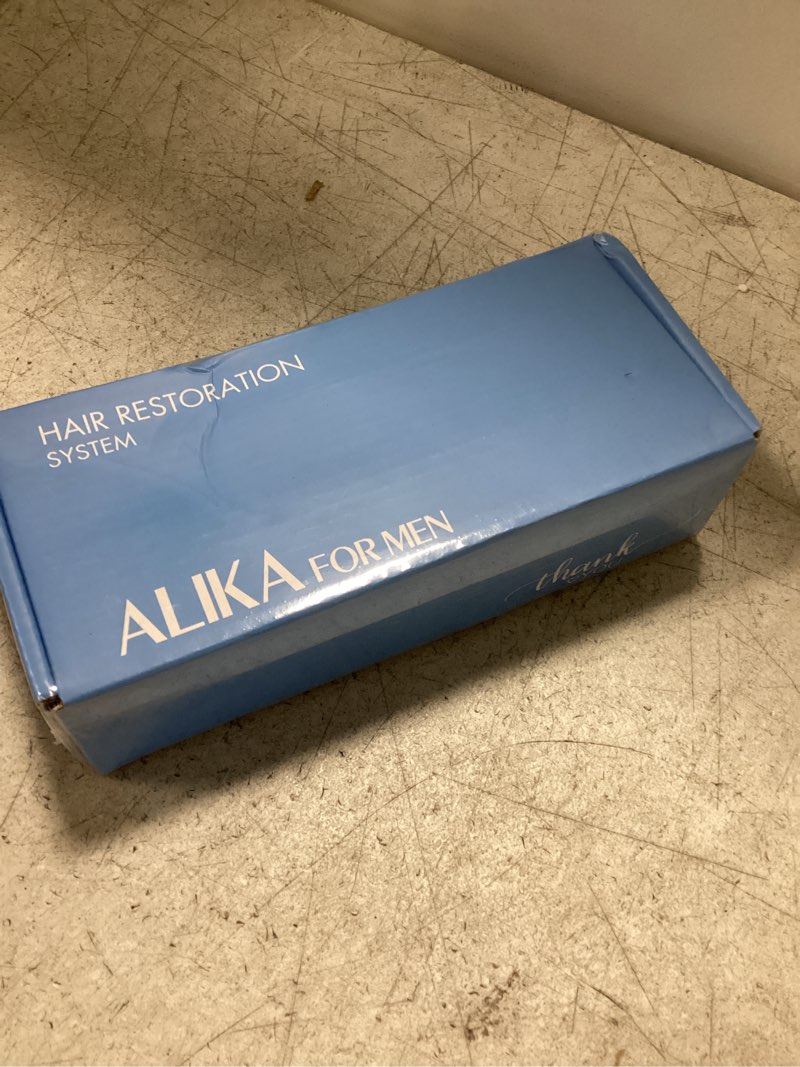 HAIR RESTORATION
SYSTEM
ALIKA FOR MEN
thank